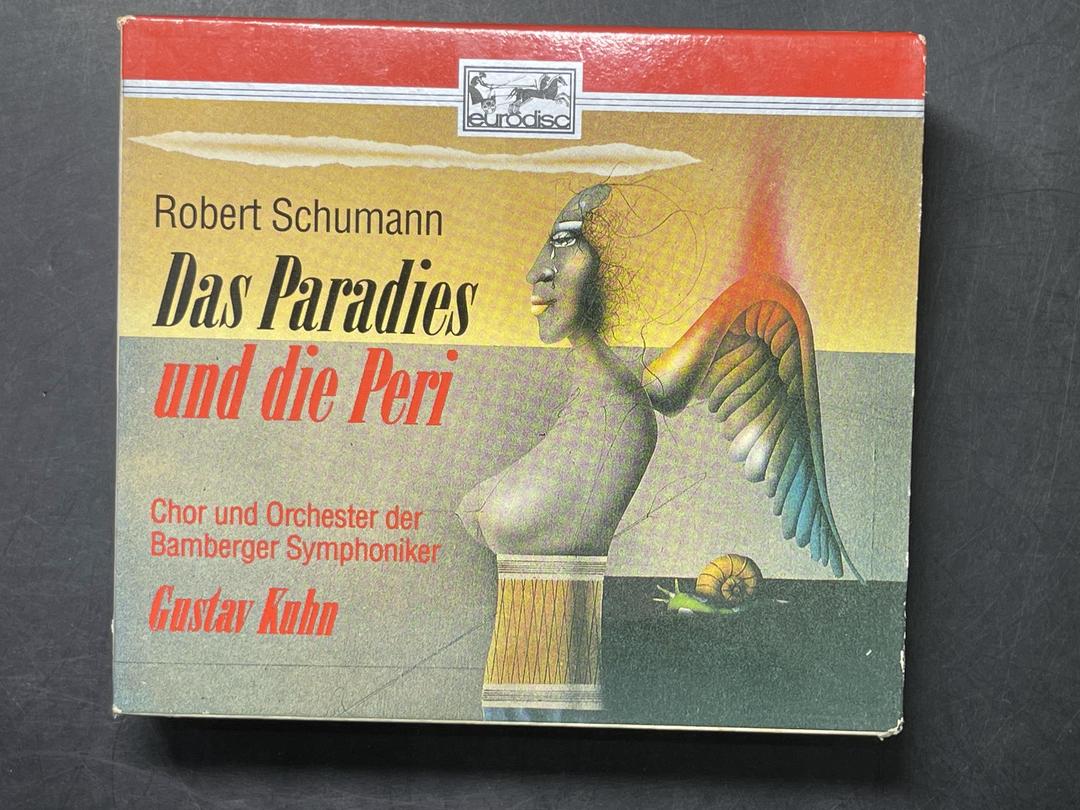 eurodisc
Robert Schumann
Das Paradies
und die Peri
Chor und Orchester der
Bamberger Symphoniker
Gustav Kuhn